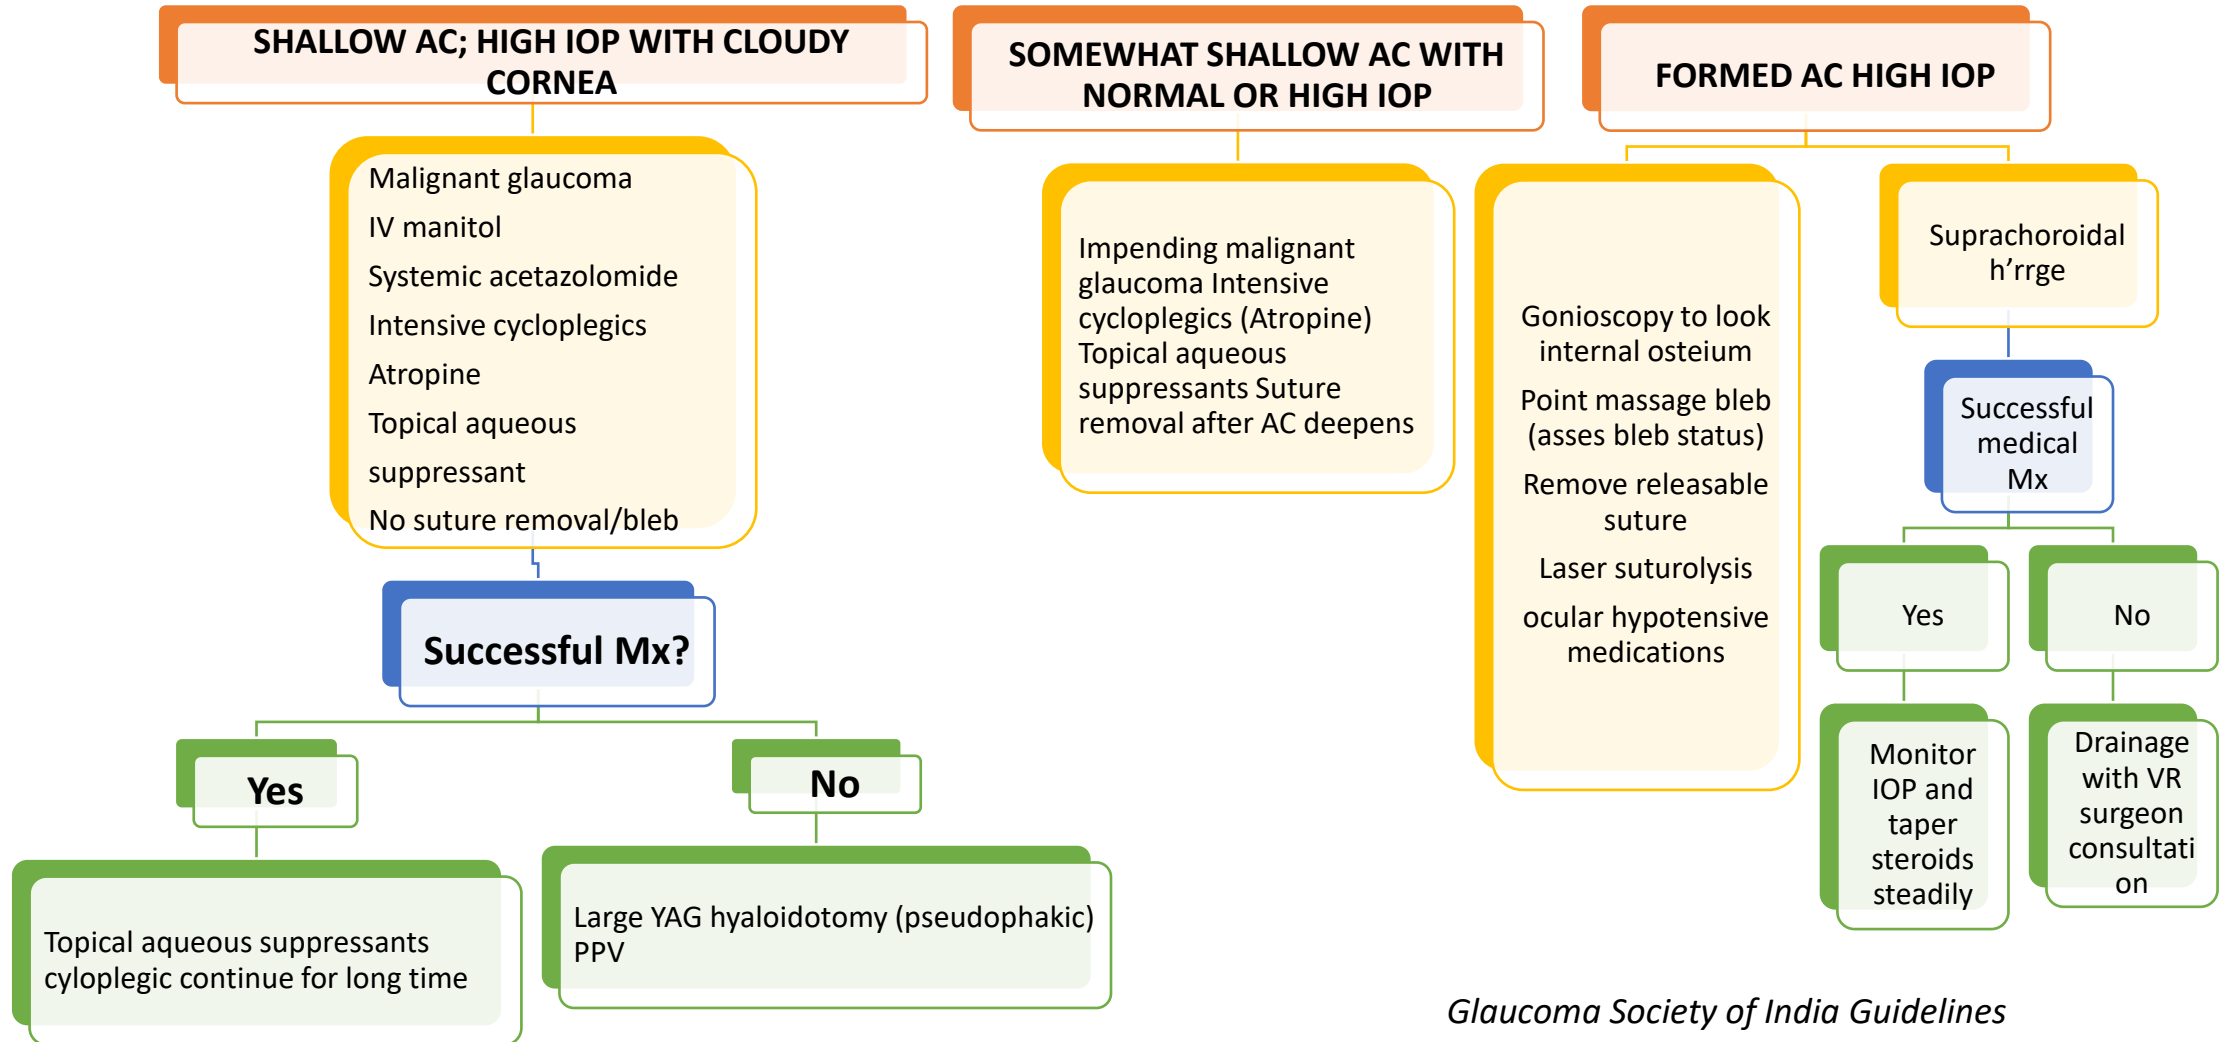 SHALLOW AC; HIGH IOP WITH CLOUDY
CORNEA
Malignant glaucoma
IV manitol
Systemic acetazolomide
Intensive cycloplegics
Atropine
Topical aqueous
suppressant
No suture removal/bleb
Successful Mx?
Yes
No
Topical aqueous suppressants
cyloplegic continue for long time
Large YAG hyaloidotomy (pseudophakic)
PPV
SOMEWHAT SHALLOW AC WITH
NORMAL OR HIGH IOP
Impending malignant
glaucoma Intensive
cycloplegics (Atropine)
Topical aqueous
suppressants Suture
removal after AC deepens
FORMED AC HIGH IOP
Gonioscopy to look
internal osteium
Point massage bleb
(asses bleb status)
Remove releasable
suture
Laser suturolysis
ocular hypotensive
medications
Suprachoroidal
h’rrge
Successful
medical
Mx
Yes
No
Monitor
IOP and
taper
steroids
steadily
Drainage
with VR
surgeon
consultati
on
Glaucoma Society of India Guidelines